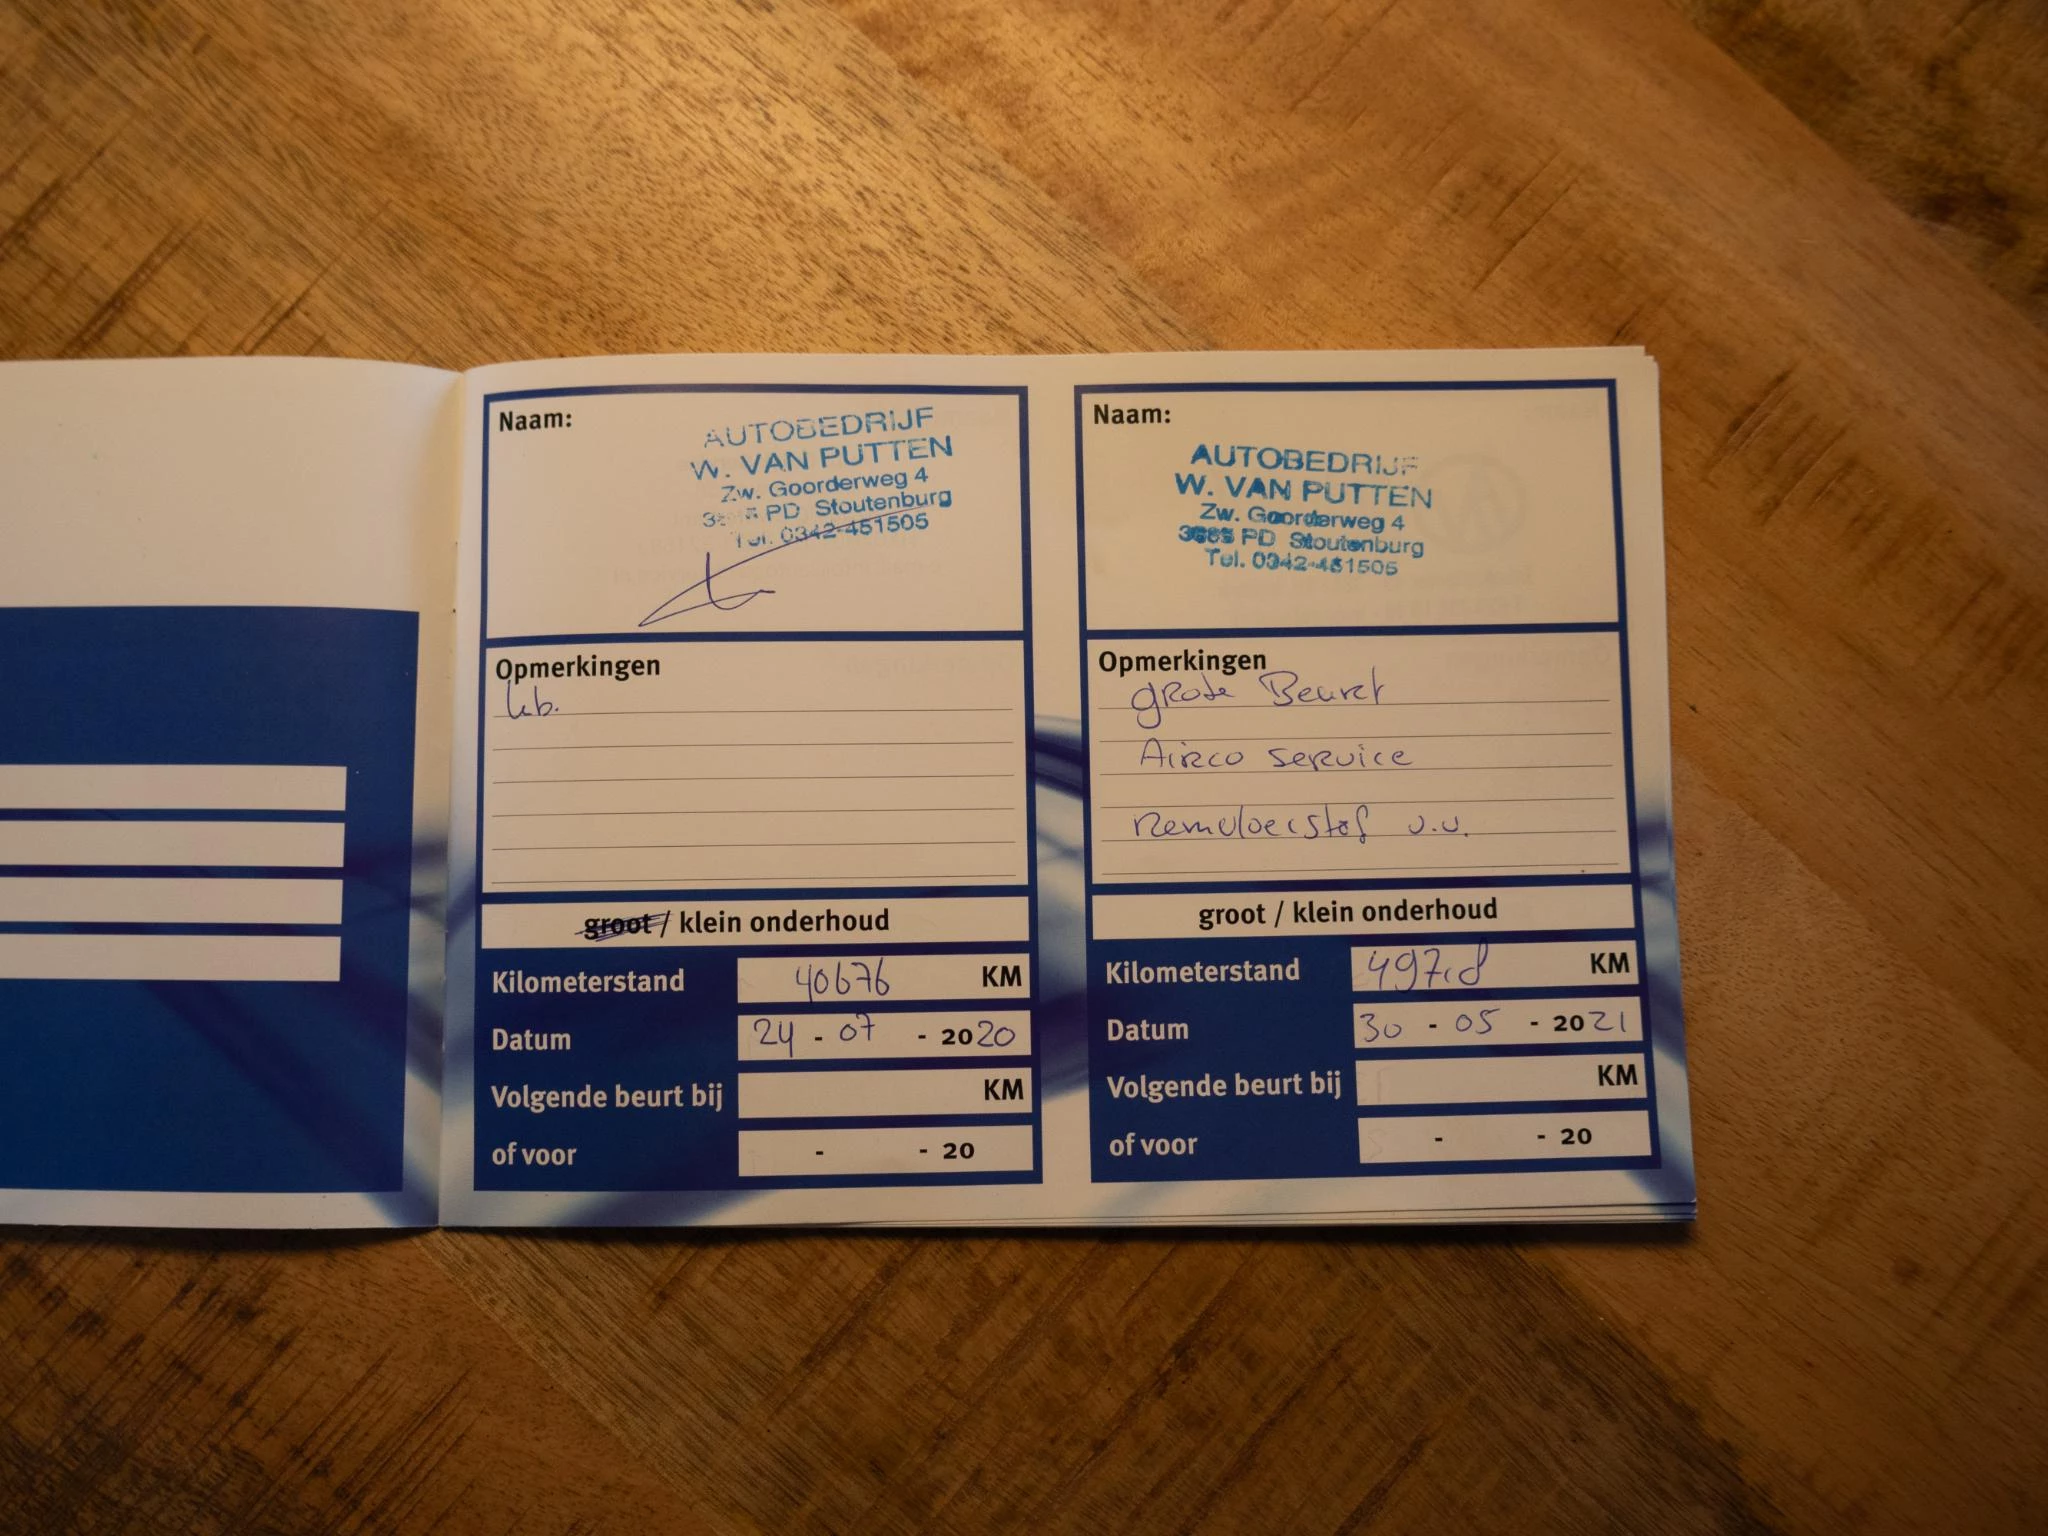 Naam:
AUTOBEDRIJF
W. VAN PUTTEN
Zw. Goorderweg 4
PD Stoutenburg
Tel. 0342-451505
Opmerkingen
kb.
groot / klein onderhoud
Kilometerstand 40676 KM
Datum 24 - 07 - 2020
Volgende beurt bij KM
of voor - - 20
Naam:
AUTOBEDRIJF
W. VAN PUTTEN
Zw. Goorderweg 4
PD Stoutenburg
Tel. 0342-451505
Opmerkingen
grote Beurt
Airco service
Remvloeistof v.v.
groot / klein onderhoud
Kilometerstand KM
Datum 30 - 05 - 2021
Volgende beurt bij KM
of voor - - 20